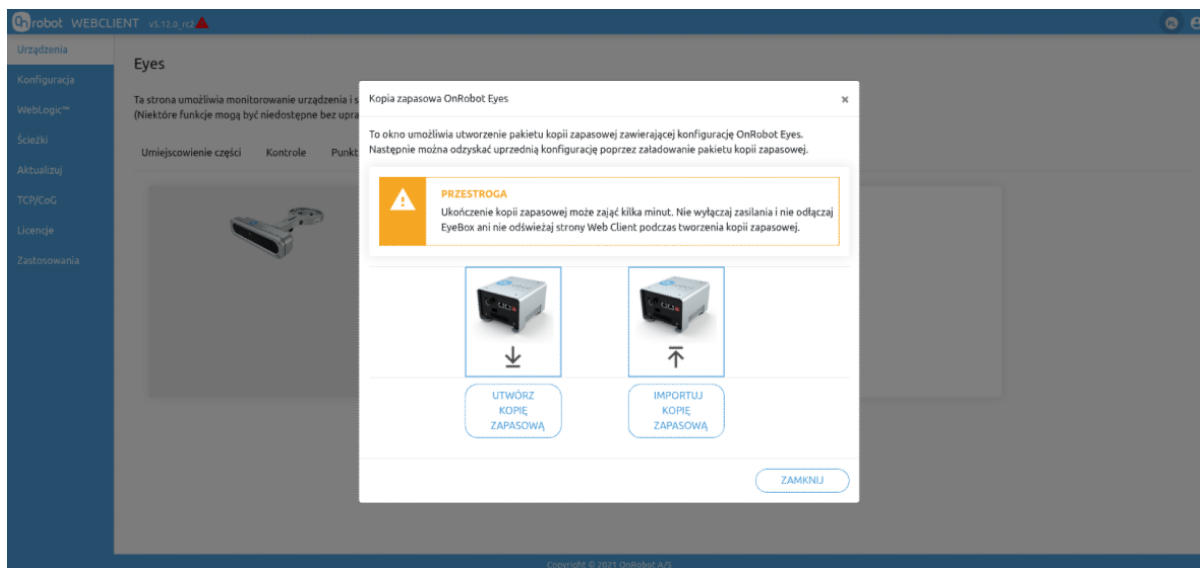 OnRobot WEBCLIENT v5.12.0_rc2
PL
Urządzenia
Konfiguracja
WebLogic™
Ścieżki
Aktualizuj
TCP/CoG
Licencje
Zastosowania
Eyes
Ta strona umożliwia monitorowanie urządzenia i s
(Niektóre funkcje mogą być niedostępne bez upra
Umiejscowienie części Kontrole Punkt
Kopia zapasowa OnRobot Eyes ×
To okno umożliwia utworzenie pakietu kopii zapasowej zawierającej konfigurację OnRobot Eyes.
Następnie można odzyskać uprzednią konfigurację poprzez załadowanie pakietu kopii zapasowej.
PRZESTROGA
Ukończenie kopii zapasowej może zająć kilka minut. Nie wyłączaj zasilania i nie odłączaj
EyeBox ani nie odświeżaj strony Web Client podczas tworzenia kopii zapasowej.
UTWÓRZ
KOPIĘ
ZAPASOWĄ
IMPORTUJ
KOPIĘ
ZAPASOWĄ
ZAMKNIJ
Copyright © 2021 OnRobot A/S